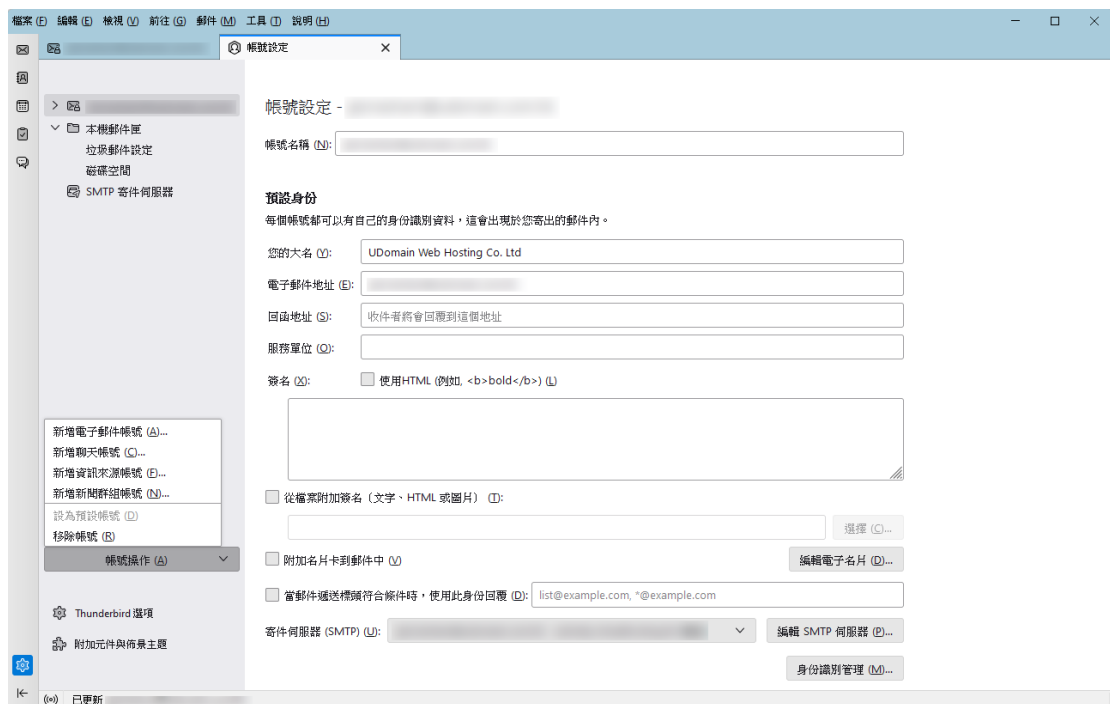 檔案 (F) 編輯 (E) 檢視 (V) 前往 (G) 郵件 (M) 工具 (T) 說明 (H)
帳號設定
本機郵件匣
垃圾郵件設定
磁碟空間
SMTP 寄件伺服器
新增電子郵件帳號 (A)...
新增聊天帳號 (C)...
新增資訊來源帳號 (F)...
新增新聞群組帳號 (N)...
設為預設帳號 (D)
移除帳號 (R)
帳號操作 (A)
Thunderbird 選項
附加元件與佈景主題
帳號設定 -
帳號名稱 (N):
預設身份
每個帳號都可以有自己的身份識別資料，這會出現於您寄出的郵件內。
您的大名 (Y): UDomain Web Hosting Co. Ltd
電子郵件地址 (E):
回函地址 (S): 收件者將會回覆到這個地址
服務單位 (O):
簽名 (X): 使用HTML (例如, <b>bold</b>) (L)
從檔案附加簽名（文字、HTML 或圖片） (T):
選擇 (C)...
附加名片卡到郵件中 (V) 編輯電子名片 (D)...
當郵件遞送標頭符合條件時，使用此身份回覆 (D): list@example.com, *@example.com
寄件伺服器 (SMTP) (U): 編輯 SMTP 伺服器 (P)...
身份識別管理 (M)...
已更新